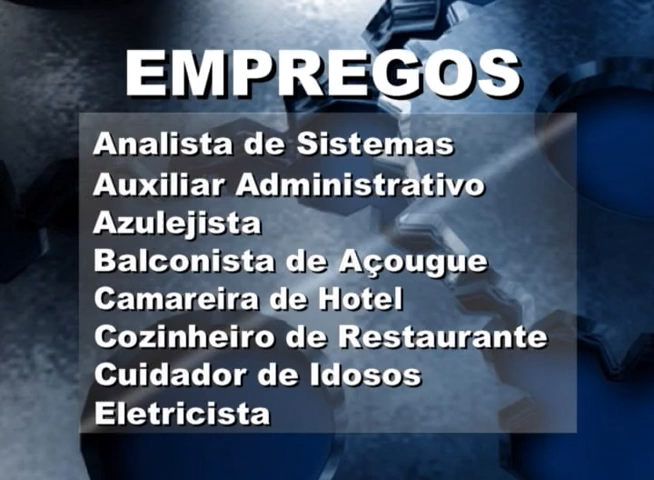 EMPREGOS
Analista de Sistemas
Auxiliar Administrativo
Azulejista
Balconista de Açougue
Camareira de Hotel
Cozinheiro de Restaurante
Cuidador de Idosos
Eletricista